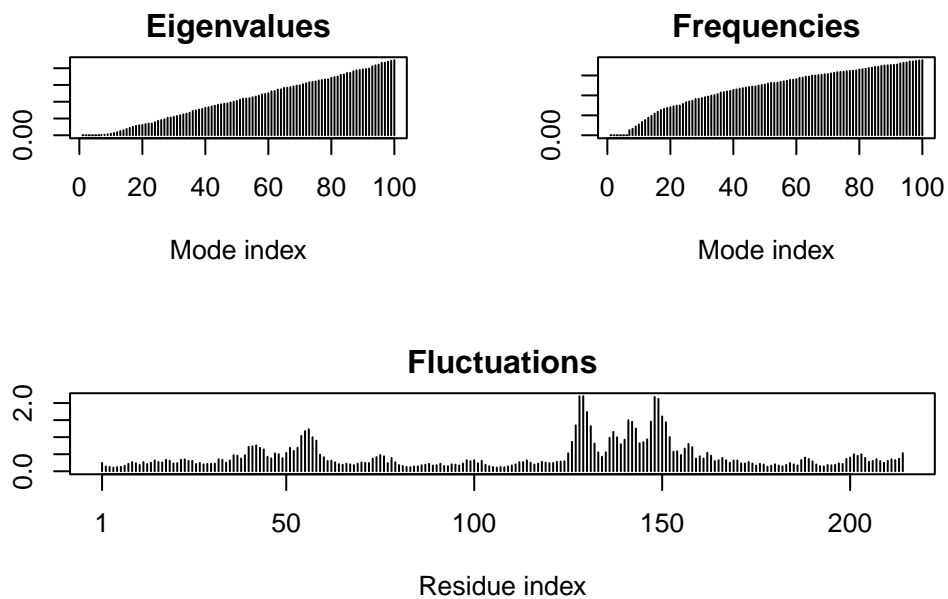 Eigenvalues
0.00
0 20 40 60 80 100
Mode index
Frequencies
0.00
0 20 40 60 80 100
Mode index
Fluctuations
2.0
0.0
1 50 100 150 200
Residue index